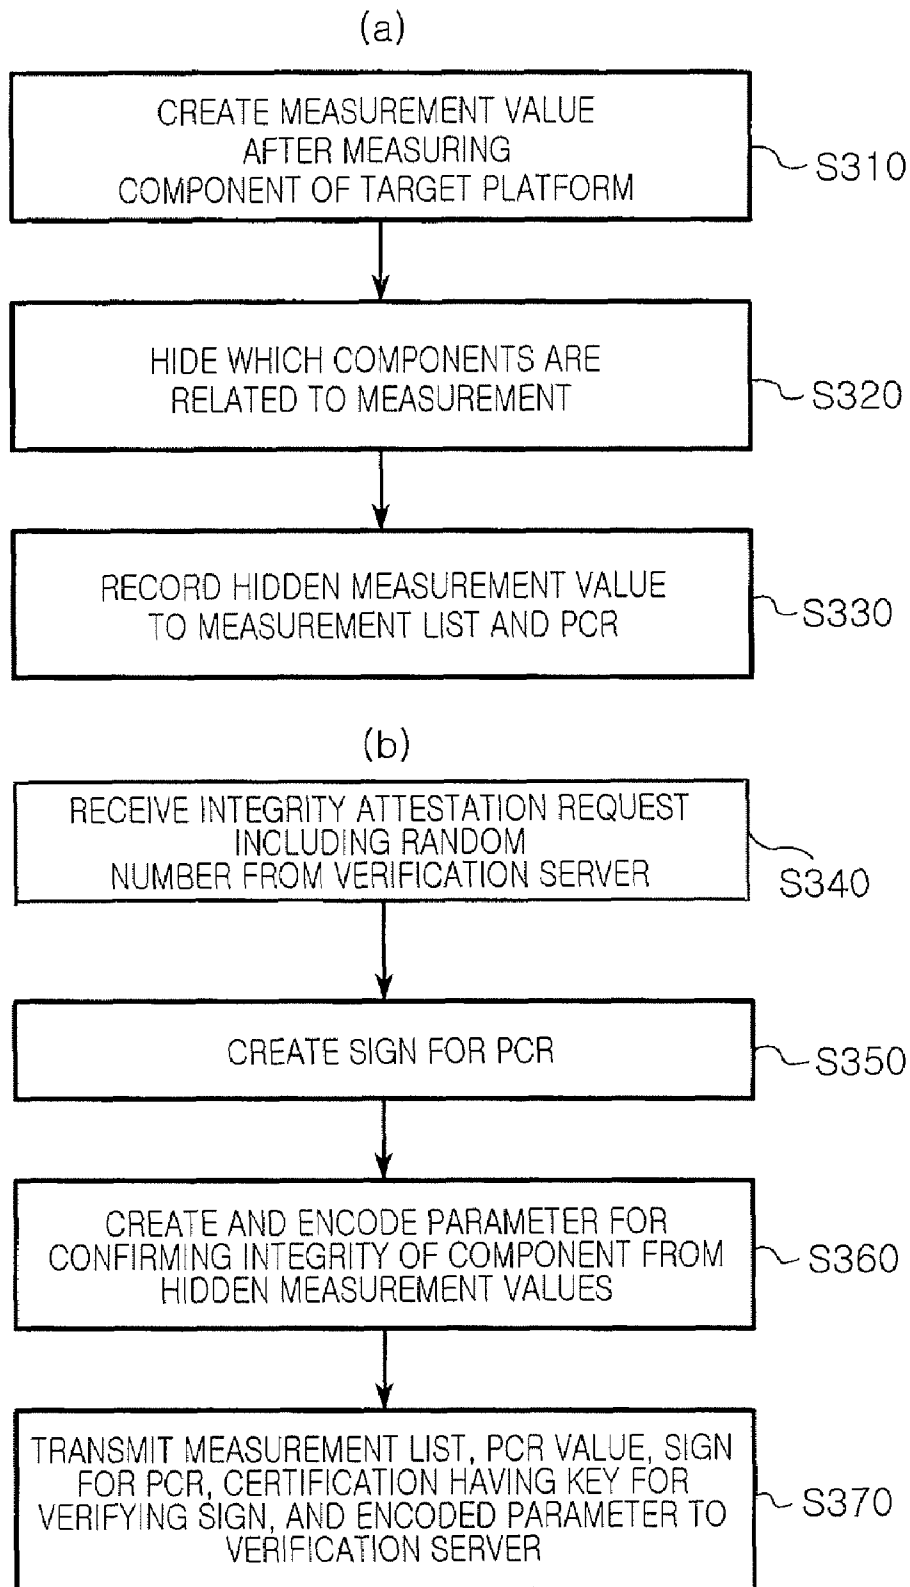 (a)
CREATE MEASUREMENT VALUE
AFTER MEASURING
COMPONENT OF TARGET PLATFORM
S310
HIDE WHICH COMPONENTS ARE
RELATED TO MEASUREMENT
S320
RECORD HIDDEN MEASUREMENT VALUE
TO MEASUREMENT LIST AND PCR
S330
(b)
RECEIVE INTEGRITY ATTESTATION REQUEST
INCLUDING RANDOM
NUMBER FROM VERIFICATION SERVER
S340
CREATE SIGN FOR PCR
S350
CREATE AND ENCODE PARAMETER FOR
CONFIRMING INTEGRITY OF COMPONENT FROM
HIDDEN MEASUREMENT VALUES
S360
TRANSMIT MEASUREMENT LIST, PCR VALUE, SIGN
FOR PCR, CERTIFICATION HAVING KEY FOR
VERIFYING SIGN, AND ENCODED PARAMETER TO
VERIFICATION SERVER
S370